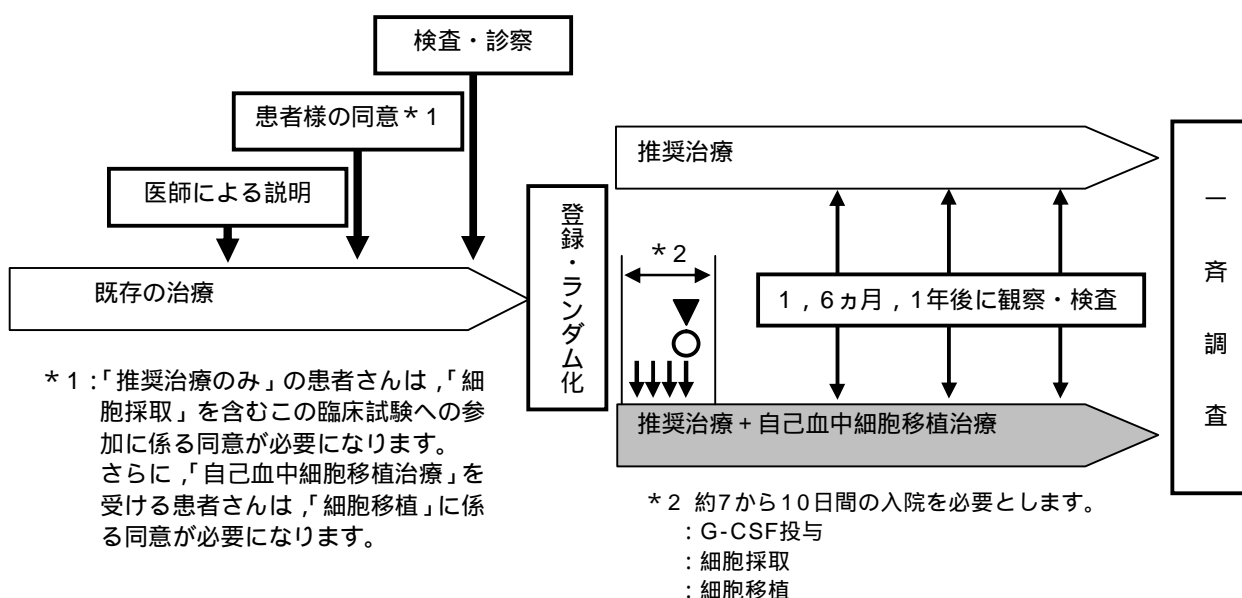 検査・診察
患者様の同意＊1
医師による説明
既存の治療
登録・ランダム化
推奨治療
＊2
1，6ヵ月，1年後に観察・検査
推奨治療＋自己血中細胞移植治療
一斉調査
＊1：「推奨治療のみ」の患者さんは，「細
胞採取」を含むこの臨床試験への参
加に係る同意が必要になります。
さらに，「自己血中細胞移植治療」を
受ける患者さんは，「細胞移植」に係
る同意が必要になります。
＊2 約7から10日間の入院を必要とします。
：G-CSF投与
：細胞採取
：細胞移植